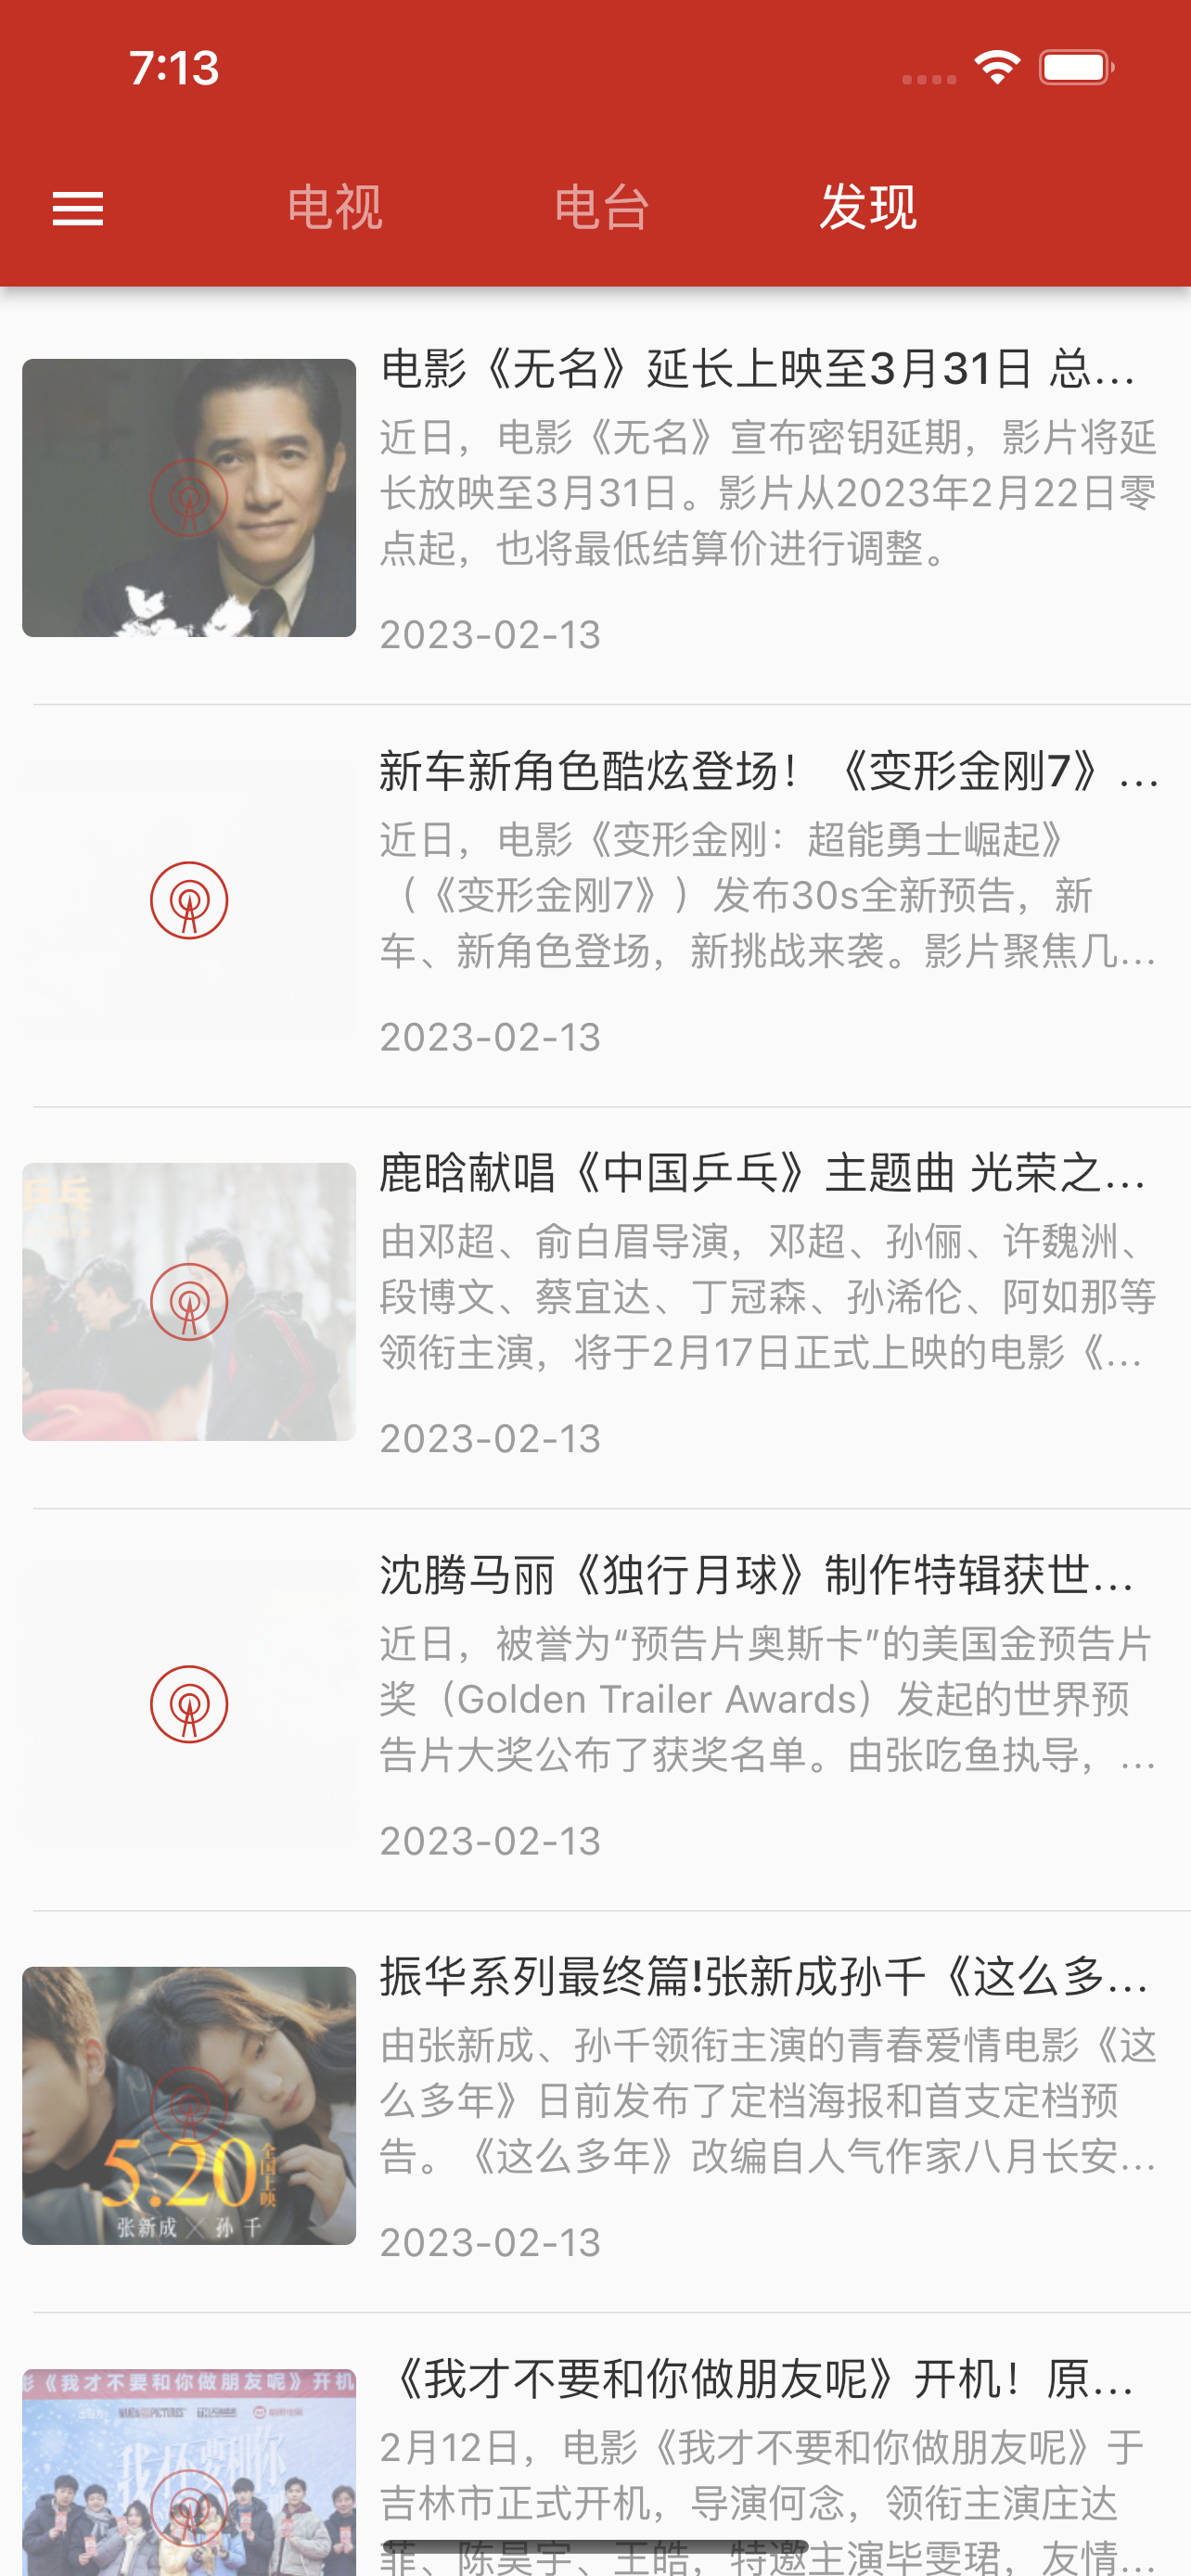 7:13
电视
电台
发现
电影《无名》延长上映至3月31日 总...
近日，电影《无名》宣布密钥延期，影片将延
长放映至3月31日。影片从2023年2月22日零
点起，也将最低结算价进行调整。
2023-02-13
新车新角色酷炫登场！《变形金刚7》...
近日，电影《变形金刚：超能勇士崛起》
（《变形金刚7》）发布30s全新预告，新
车、新角色登场，新挑战来袭。影片聚焦几...
2023-02-13
乒乓
鹿晗献唱《中国乒乓》主题曲 光荣之...
由邓超、俞白眉导演，邓超、孙俪、许魏洲、
段博文、蔡宜达、丁冠森、孙浠伦、阿如那等
领衔主演，将于2月17日正式上映的电影《...
2023-02-13
沈腾马丽《独行月球》制作特辑获世...
近日，被誉为“预告片奥斯卡”的美国金预告片
奖（Golden Trailer Awards）发起的世界预
告片大奖公布了获奖名单。由张吃鱼执导，...
2023-02-13
5.20
全国上映
张新成 × 孙千
振华系列最终篇!张新成孙千《这么多...
由张新成、孙千领衔主演的青春爱情电影《这
么多年》日前发布了定档海报和首支定档预
告。《这么多年》改编自人气作家八月长安...
2023-02-13
影《我才不要和你做朋友呢》开机
《我才不要和你做朋友呢》开机！原...
2月12日，电影《我才不要和你做朋友呢》于
吉林市正式开机，导演何念，领衔主演庄达
菲、陈昊宇、王皓，特邀主演毕雯珺，友情...